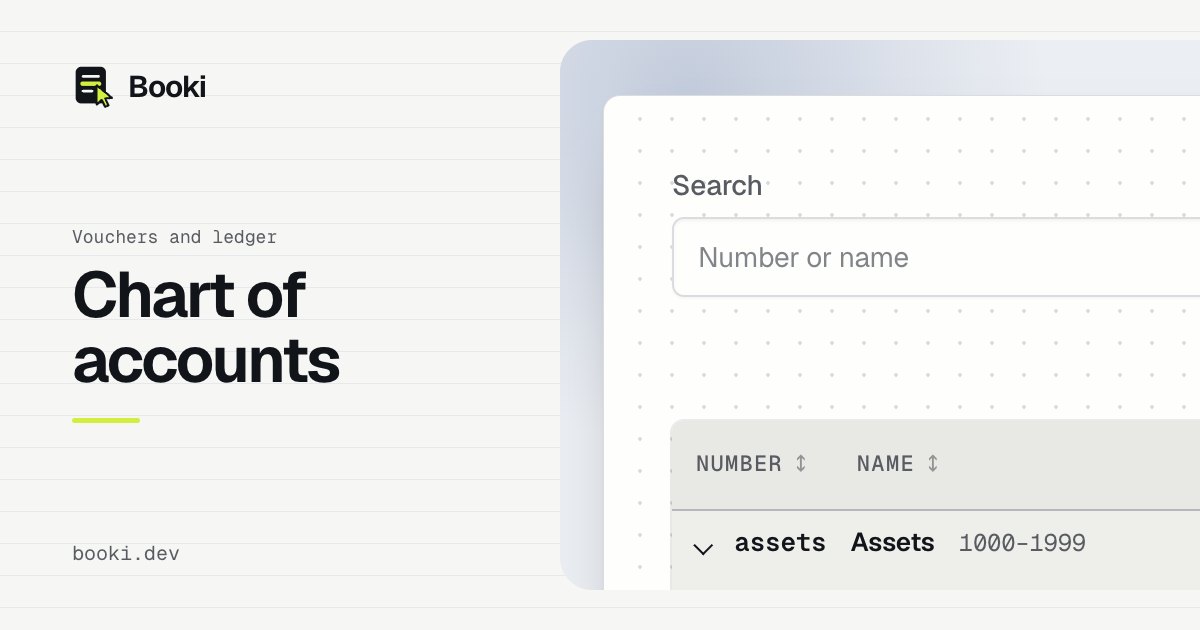 Booki
Vouchers and ledger
Chart of
accounts
booki.dev
Search
Number or name
NUMBER NAME
assets Assets 1000–1999